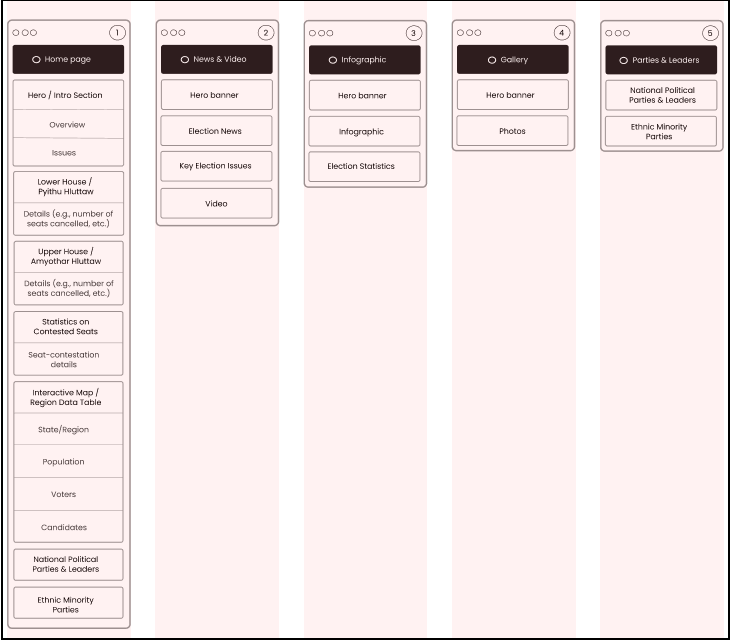 1
Home page
Hero / Intro Section
Overview
Issues
Lower House /
Pyithu Hluttaw
Details (e.g., number of
seats cancelled, etc.)
Upper House /
Amyothar Hluttaw
Details (e.g., number of
seats cancelled, etc.)
Statistics on
Contested Seats
Seat-contestation
details
Interactive Map /
Region Data Table
State/Region
Population
Voters
Candidates
National Political
Parties & Leaders
Ethnic Minority
Parties
2
News & Video
Hero banner
Election News
Key Election Issues
Video
3
Infographic
Hero banner
Infographic
Election Statistics
4
Gallery
Hero banner
Photos
5
Parties & Leaders
National Political
Parties & Leaders
Ethnic Minority
Parties